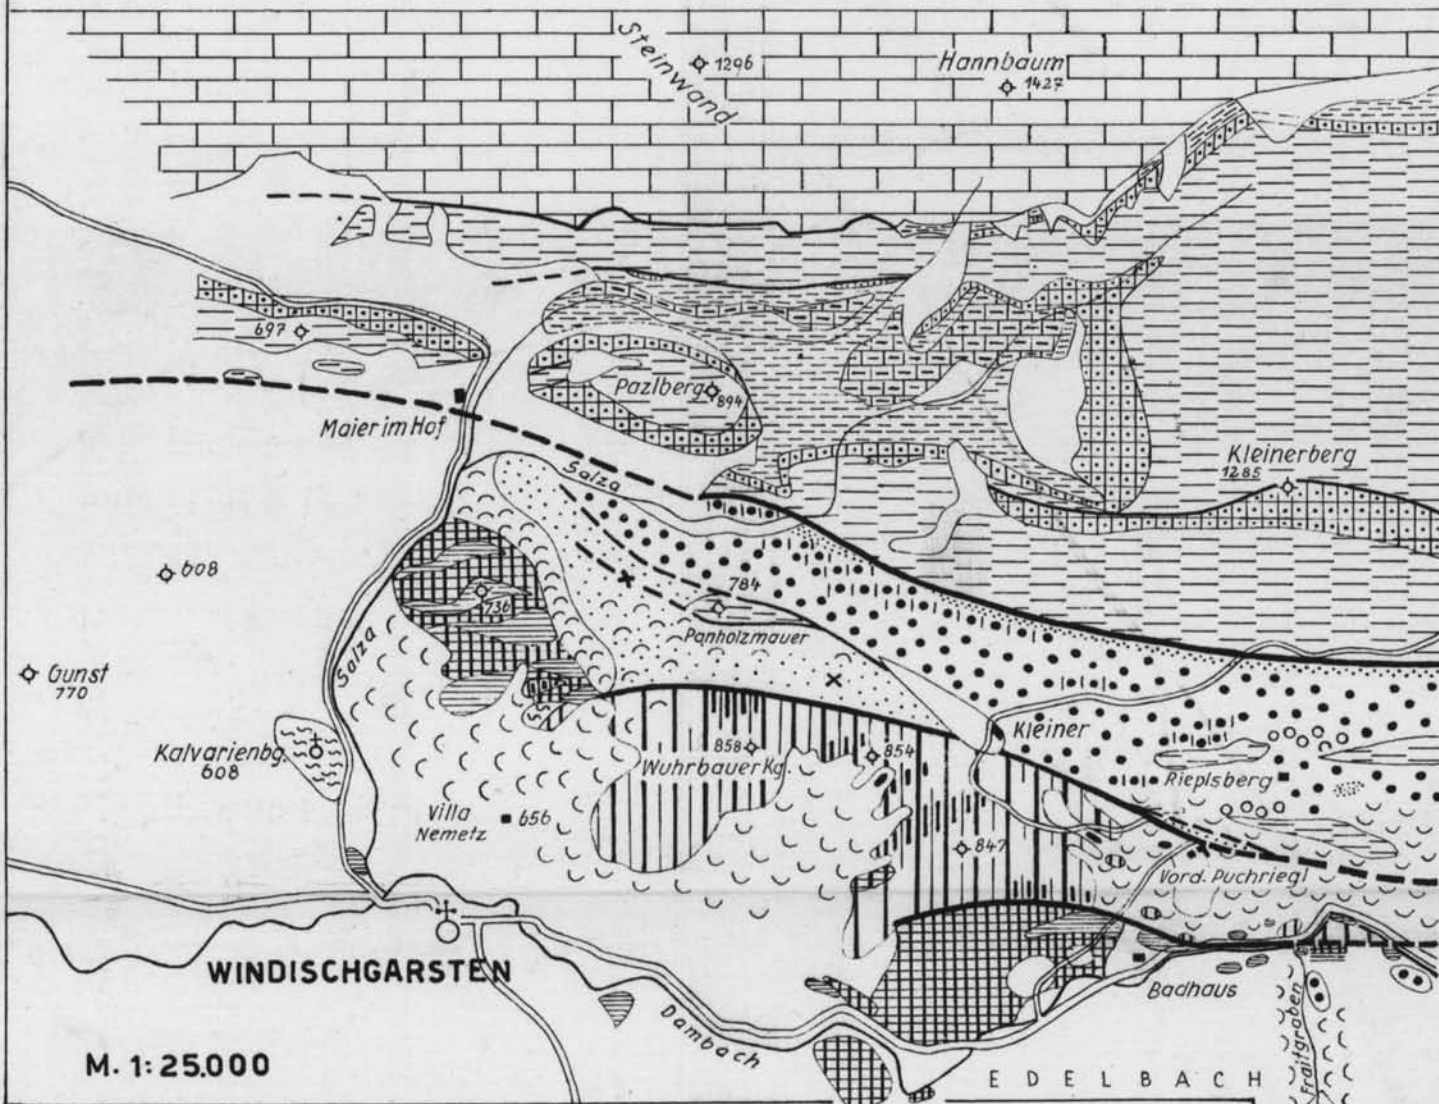 Steinwand
1296
Hannbaum
1427
697
Pazlberg
894
Maier im Hof
Kleinerberg
1285
Salza
608
784
736
Panholzmauer
Salza
Gunst
770
Kleiner
Kalvarienbg.
608
858
854
Wuhrbauer Kg.
Rieplsberg
Villa
Nemetz
656
847
Vord. Puchriegl
WINDISCHGARSTEN
Badhaus
Dambach
Fraitgraben
M. 1:25.000
EDELBACH